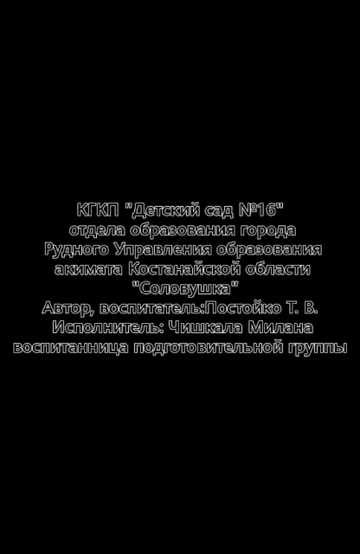 КГКП "Детский сад №16"
отдела образования города
Рудного Управления образования
акимата Костанайской области
"Соловушка"
Автор, воспитатель:Постойко Т. В.
Исполнитель: Чишкала Милана
воспитанница подготовительной группы